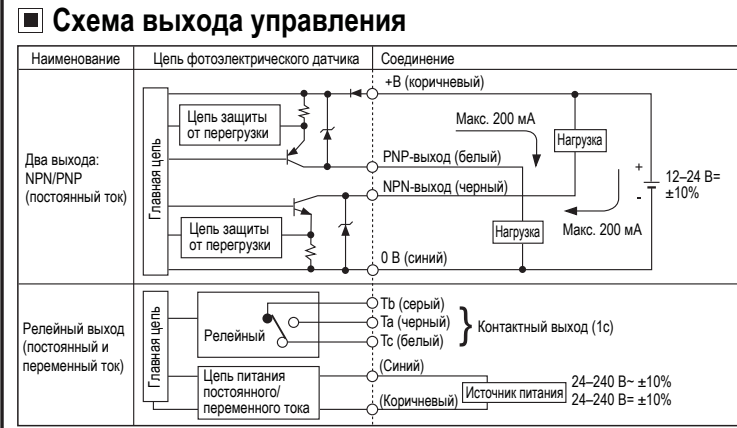 Схема выхода управления
Наименование
Цепь фотоэлектрического датчика
Соединение
Два выхода:
NPN/PNP
(постоянный ток)
Главная цепь
Цепь защиты
от перегрузки
Цепь защиты
от перегрузки
+В (коричневый)
Макс. 200 мА
Нагрузка
PNP-выход (белый)
NPN-выход (черный)
+
-
12–24 В=
±10%
Нагрузка
Макс. 200 мА
0 В (синий)
Релейный выход
(постоянный и
переменный ток)
Главная цепь
Релейный
Tb (серый)
Ta (черный)
Tc (белый)
} Контактный выход (1с)
Цепь питания
постоянного/
переменного тока
(Синий)
(Коричневый)
Источник питания
24–240 В~ ±10%
24–240 В= ±10%